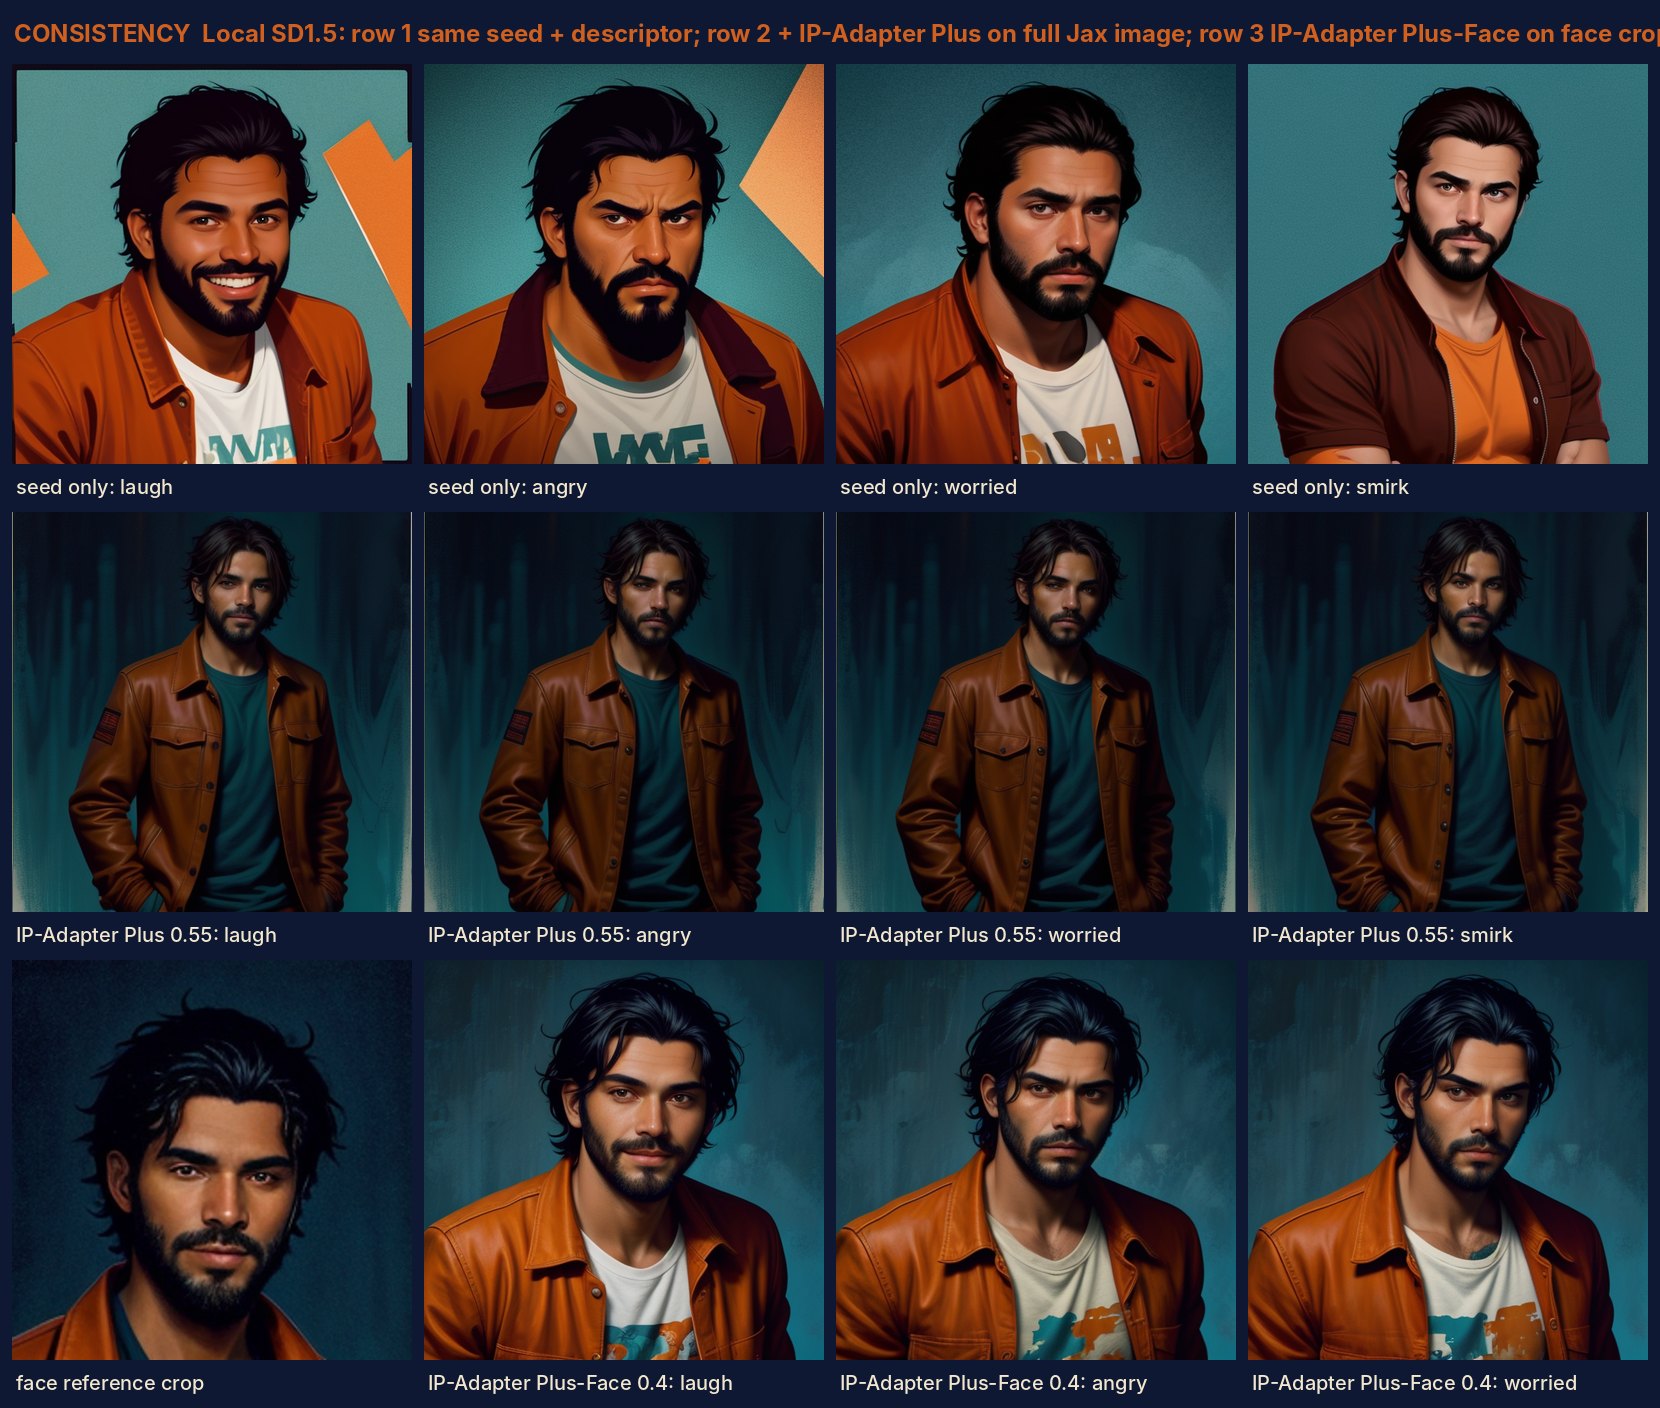 CONSISTENCY Local SD1.5: row 1 same seed + descriptor; row 2 + IP-Adapter Plus on full Jax image; row 3 IP-Adapter Plus-Face on face crop
seed only: laugh
seed only: angry
seed only: worried
seed only: smirk
IP-Adapter Plus 0.55: laugh
IP-Adapter Plus 0.55: angry
IP-Adapter Plus 0.55: worried
IP-Adapter Plus 0.55: smirk
face reference crop
IP-Adapter Plus-Face 0.4: laugh
IP-Adapter Plus-Face 0.4: angry
IP-Adapter Plus-Face 0.4: worried